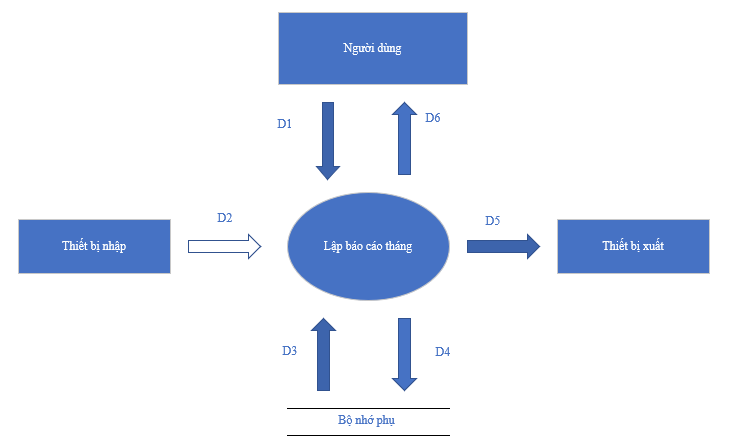 Người dùng
D1
D6
D2
D5
Thiết bị nhập
Lập báo cáo tháng
Thiết bị xuất
D3
D4
Bộ nhớ phụ